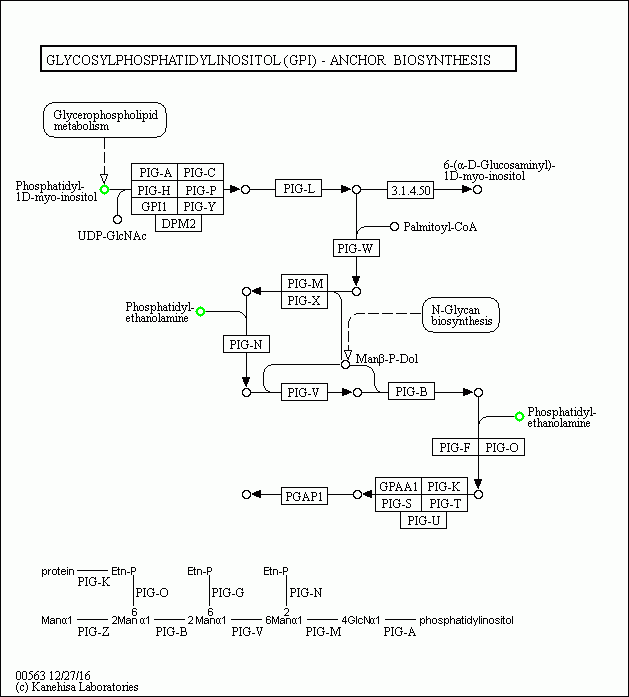 GLYCOSYLPHOSPHATIDYLINOSITOL (GPI) - ANCHOR BIOSYNTHESIS
Glycerophospholipid
metabolism
Phosphatidyl-
1D-myo-inositol
UDP-GlcNAc
PIG-A PIG-C
PIG-H PIG-P
GPI1 PIG-Y
DPM2
PIG-L
3.1.4.50
6-(α-D-Glucosaminyl)-
1D-myo-inositol
Palmitoyl-CoA
PIG-W
PIG-M
PIG-X
Phosphatidyl-
ethanolamine
N-Glycan
biosynthesis
PIG-N
Manβ-P-Dol
PIG-V
PIG-B
Phosphatidyl-
ethanolamine
PIG-F PIG-O
GPAA1 PIG-K
PIG-S PIG-T
PIG-U
PGAP1
protein Etn-P Etn-P Etn-P
PIG-K
PIG-O PIG-G PIG-N
6 6 2
Manα1 2Manα1 2Manα1 6Manα1 4GlcNα1 phosphatidylinositol
PIG-Z PIG-B PIG-V PIG-M PIG-A
00563 12/27/16
(c) Kanehisa Laboratories